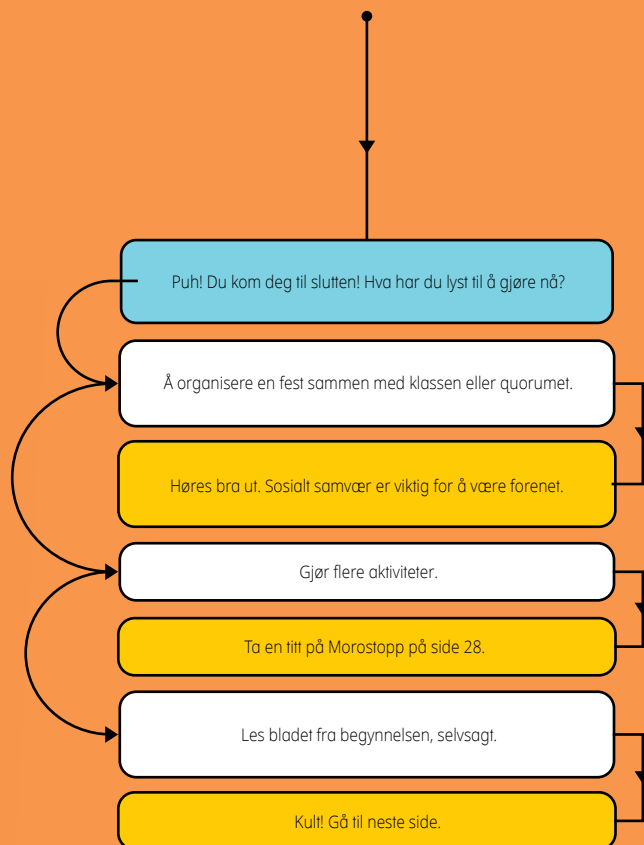 Puh! Du kom deg til slutten! Hva har du lyst til å gjøre nå?
Å organisere en fest sammen med klassen eller quorumet.
Høres bra ut. Sosialt samvær er viktig for å være forenet.
Gjør flere aktiviteter.
Ta en titt på Morostopp på side 28.
Les bladet fra begynnelsen, selvsagt.
Kult! Gå til neste side.